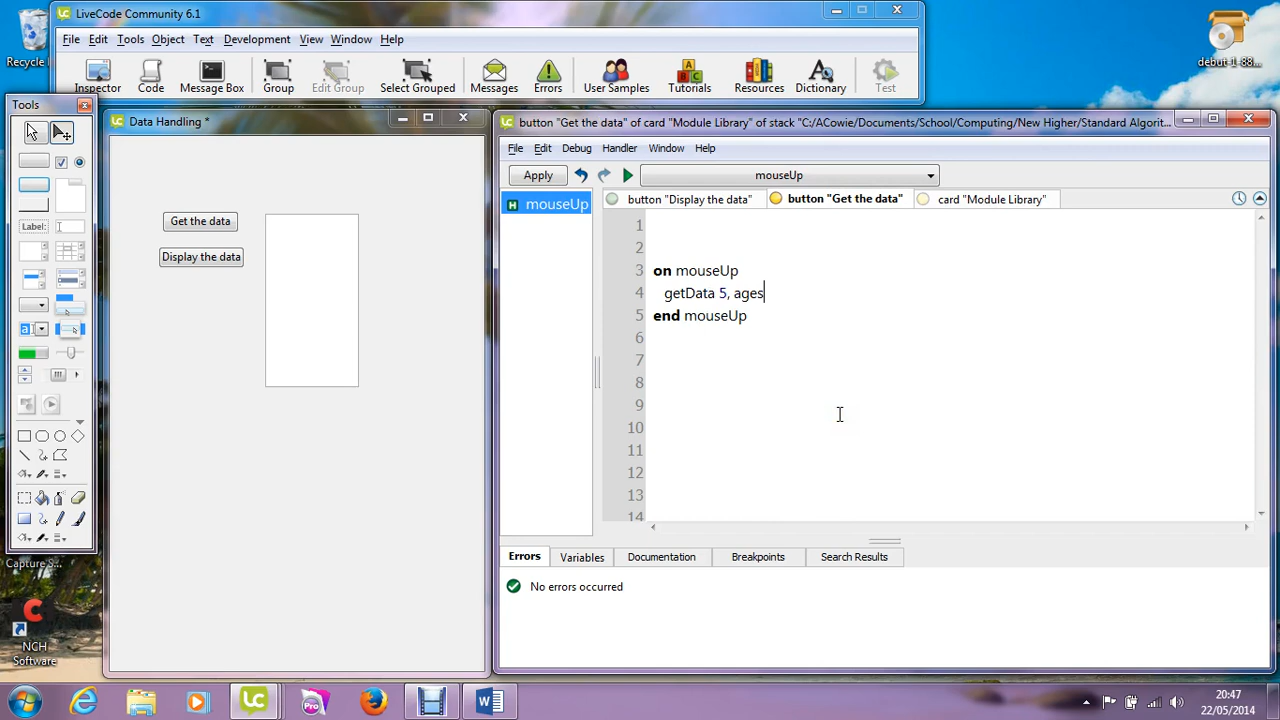 LiveCode Community 6.1
File Edit Tools Object Text Development View Window Help
Inspector Code Message Box Group Edit Group Select Grouped Messages Errors User Samples Tutorials Resources Dictionary Test
debut-1-88...
Tools
Label:
Data Handling *
Get the data
Display the data
button "Get the data" of card "Module Library" of stack "C:/ACowie/Documents/School/Computing/New Higher/Standard Algorit...
File Edit Debug Handler Window Help
Apply mouseUp
H mouseUp
button "Display the data" button "Get the data" card "Module Library"
1
2
3 on mouseUp
4 getData 5, ages
5 end mouseUp
6
7
8
9
10
11
12
13
14
Errors Variables Documentation Breakpoints Search Results
No errors occurred
Capture S...
NCH
Software
20:47
22/05/2014